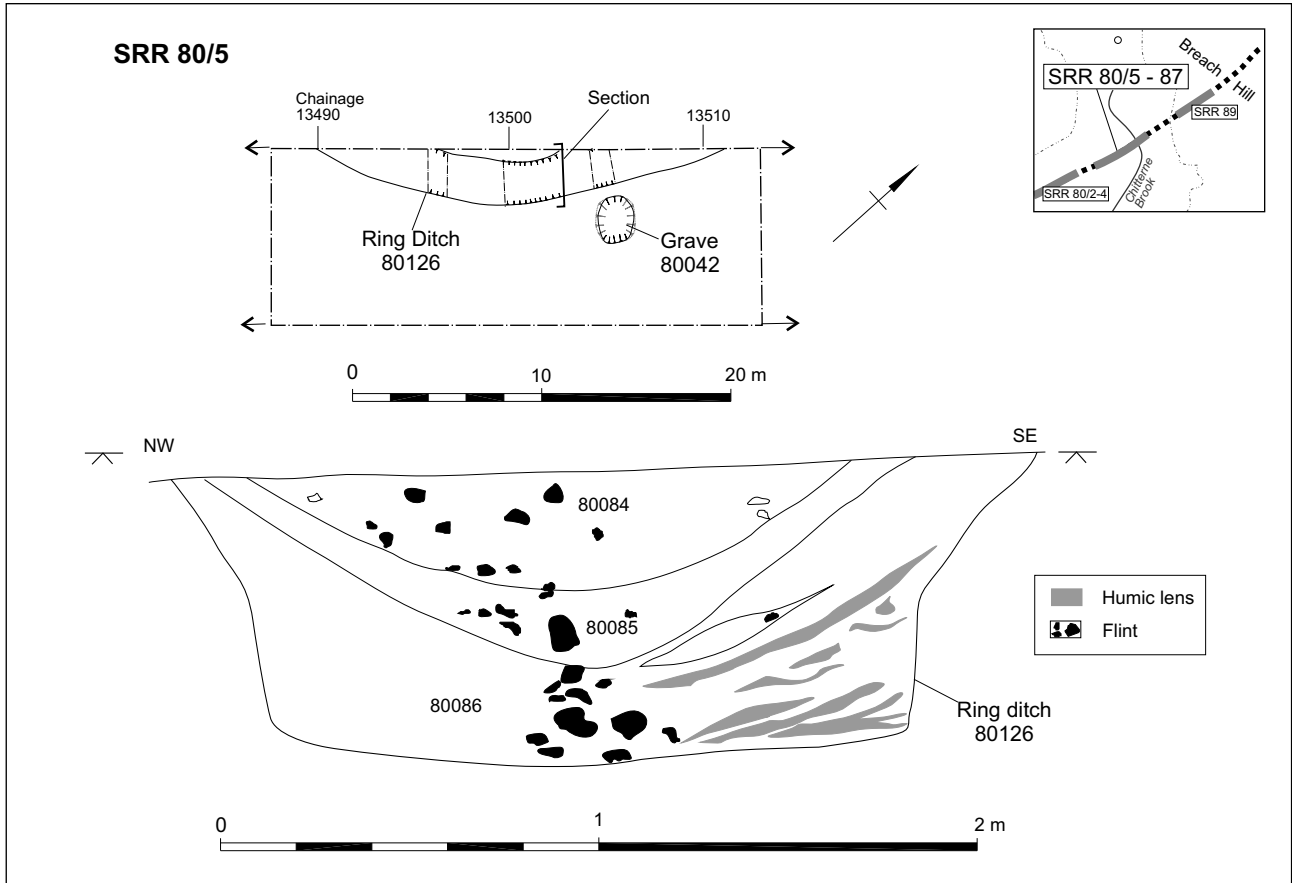 SRR 80/5
Chainage
13490
13500
Section
13510
Ring Ditch
80126
Grave
80042
0
10
20 m
Breach
Hill
SRR 80/5 - 87
SRR 89
SRR 80/2-4
Chitterne
Brook
NW
SE
80084
80085
80086
Humic lens
Flint
Ring ditch
80126
0
1
2 m